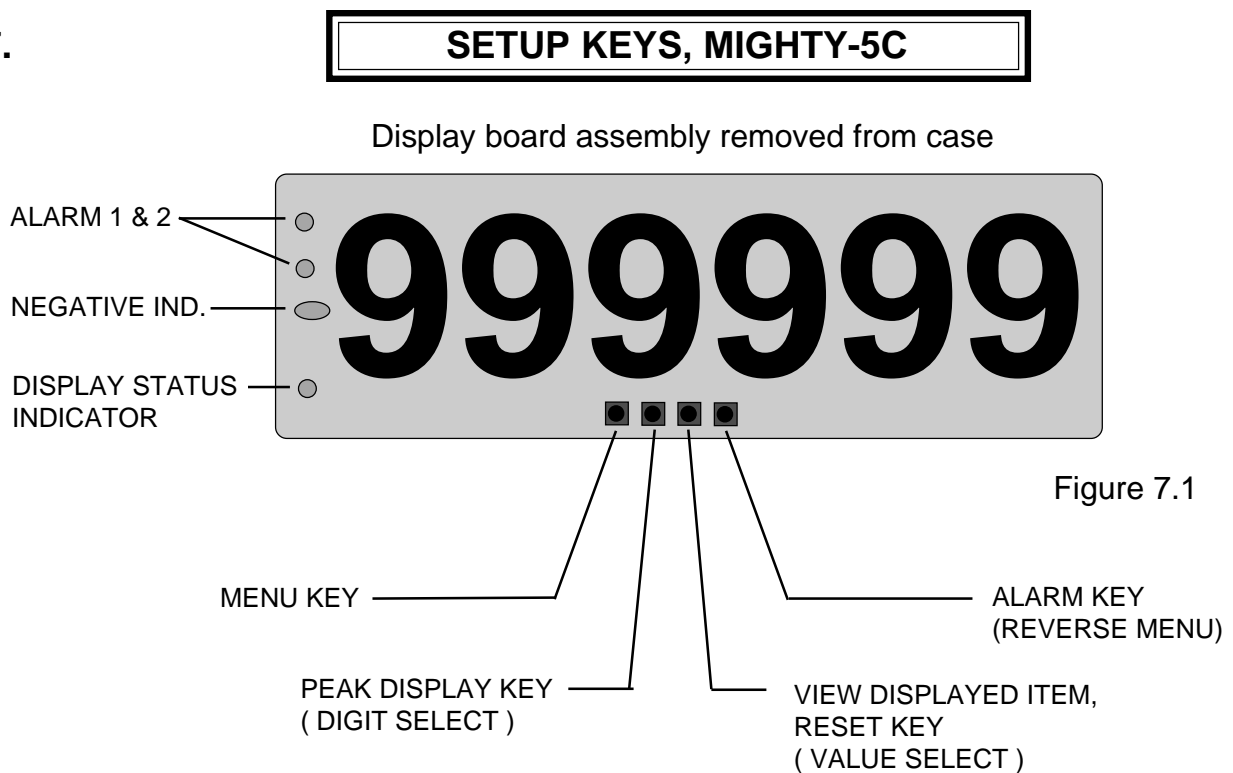 SETUP KEYS, MIGHTY-5C
Display board assembly removed from case
ALARM 1 & 2
999999
NEGATIVE IND.
DISPLAY STATUS
INDICATOR
Figure 7.1
MENU KEY
ALARM KEY
(REVERSE MENU)
PEAK DISPLAY KEY
( DIGIT SELECT )
VIEW DISPLAYED ITEM,
RESET KEY
( VALUE SELECT )